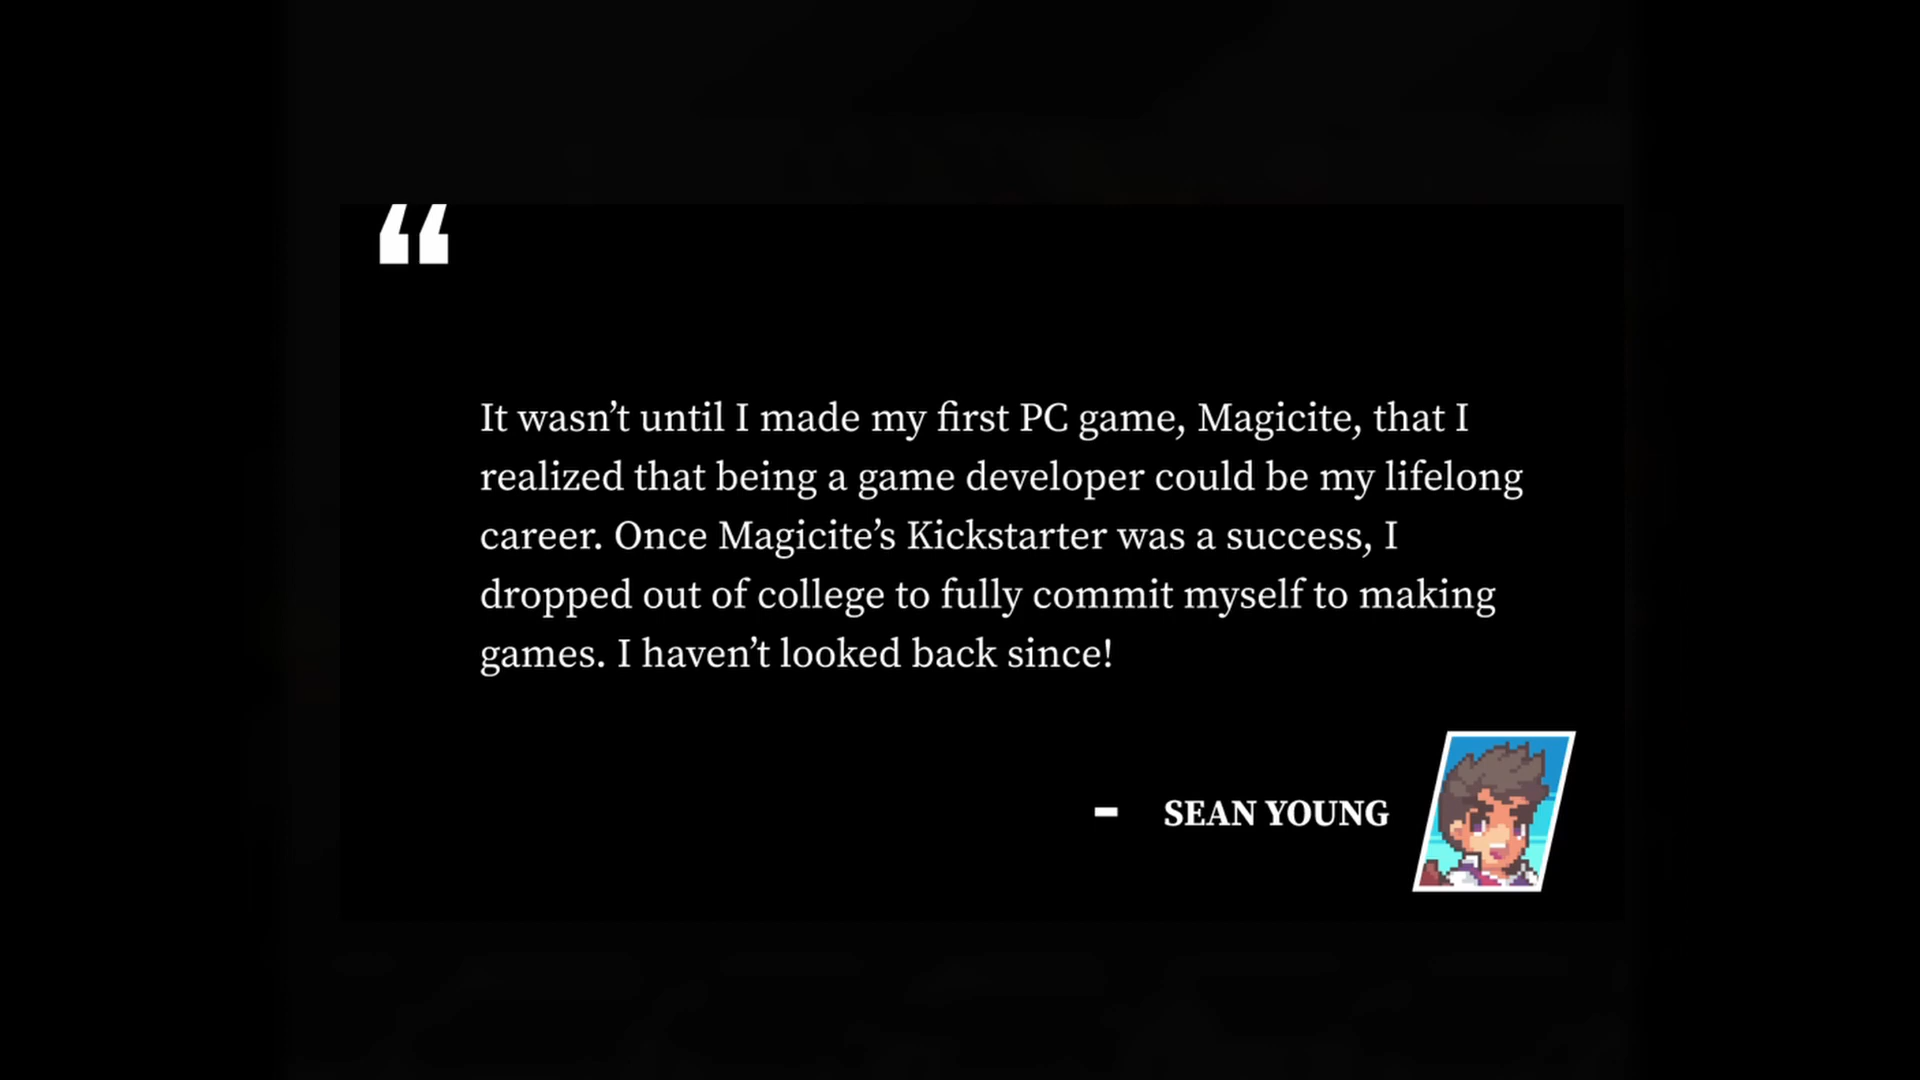 “
It wasn’t until I made my first PC game, Magicite, that I
realized that being a game developer could be my lifelong
career. Once Magicite’s Kickstarter was a success, I
dropped out of college to fully commit myself to making
games. I haven’t looked back since!
- SEAN YOUNG